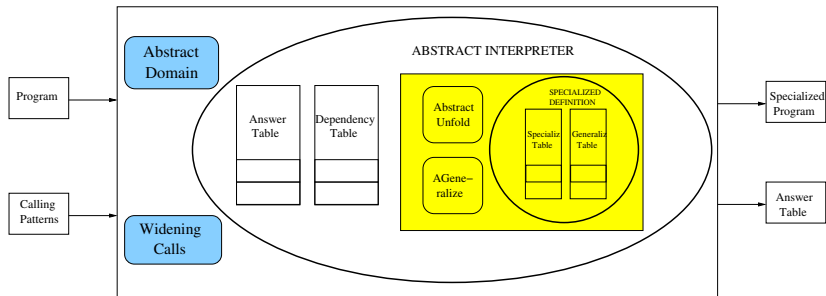 Program
Calling
Patterns
Abstract
Domain
Widening
Calls
ABSTRACT INTERPRETER
Answer
Table
Dependency
Table
Abstract
Unfold
AGene-
ralize
SPECIALIZED
DEFINITION
Specializ
Table
Generaliz
Table
Specialized
Program
Answer
Table